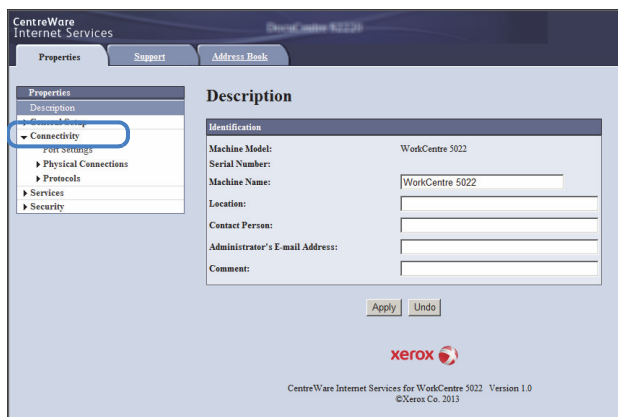 CentreWare
Internet Services
Properties
Support
Address Book
Properties
Description
General Setup
Connectivity
Port Settings
Physical Connections
Protocols
Services
Security
Description
Identification
Machine Model: WorkCentre 5022
Serial Number:
Machine Name: WorkCentre 5022
Location:
Contact Person:
Administrator's E-mail Address:
Comment:
Apply Undo
xerox
CentreWare Internet Services for WorkCentre 5022 Version 1.0
©Xerox Co. 2013